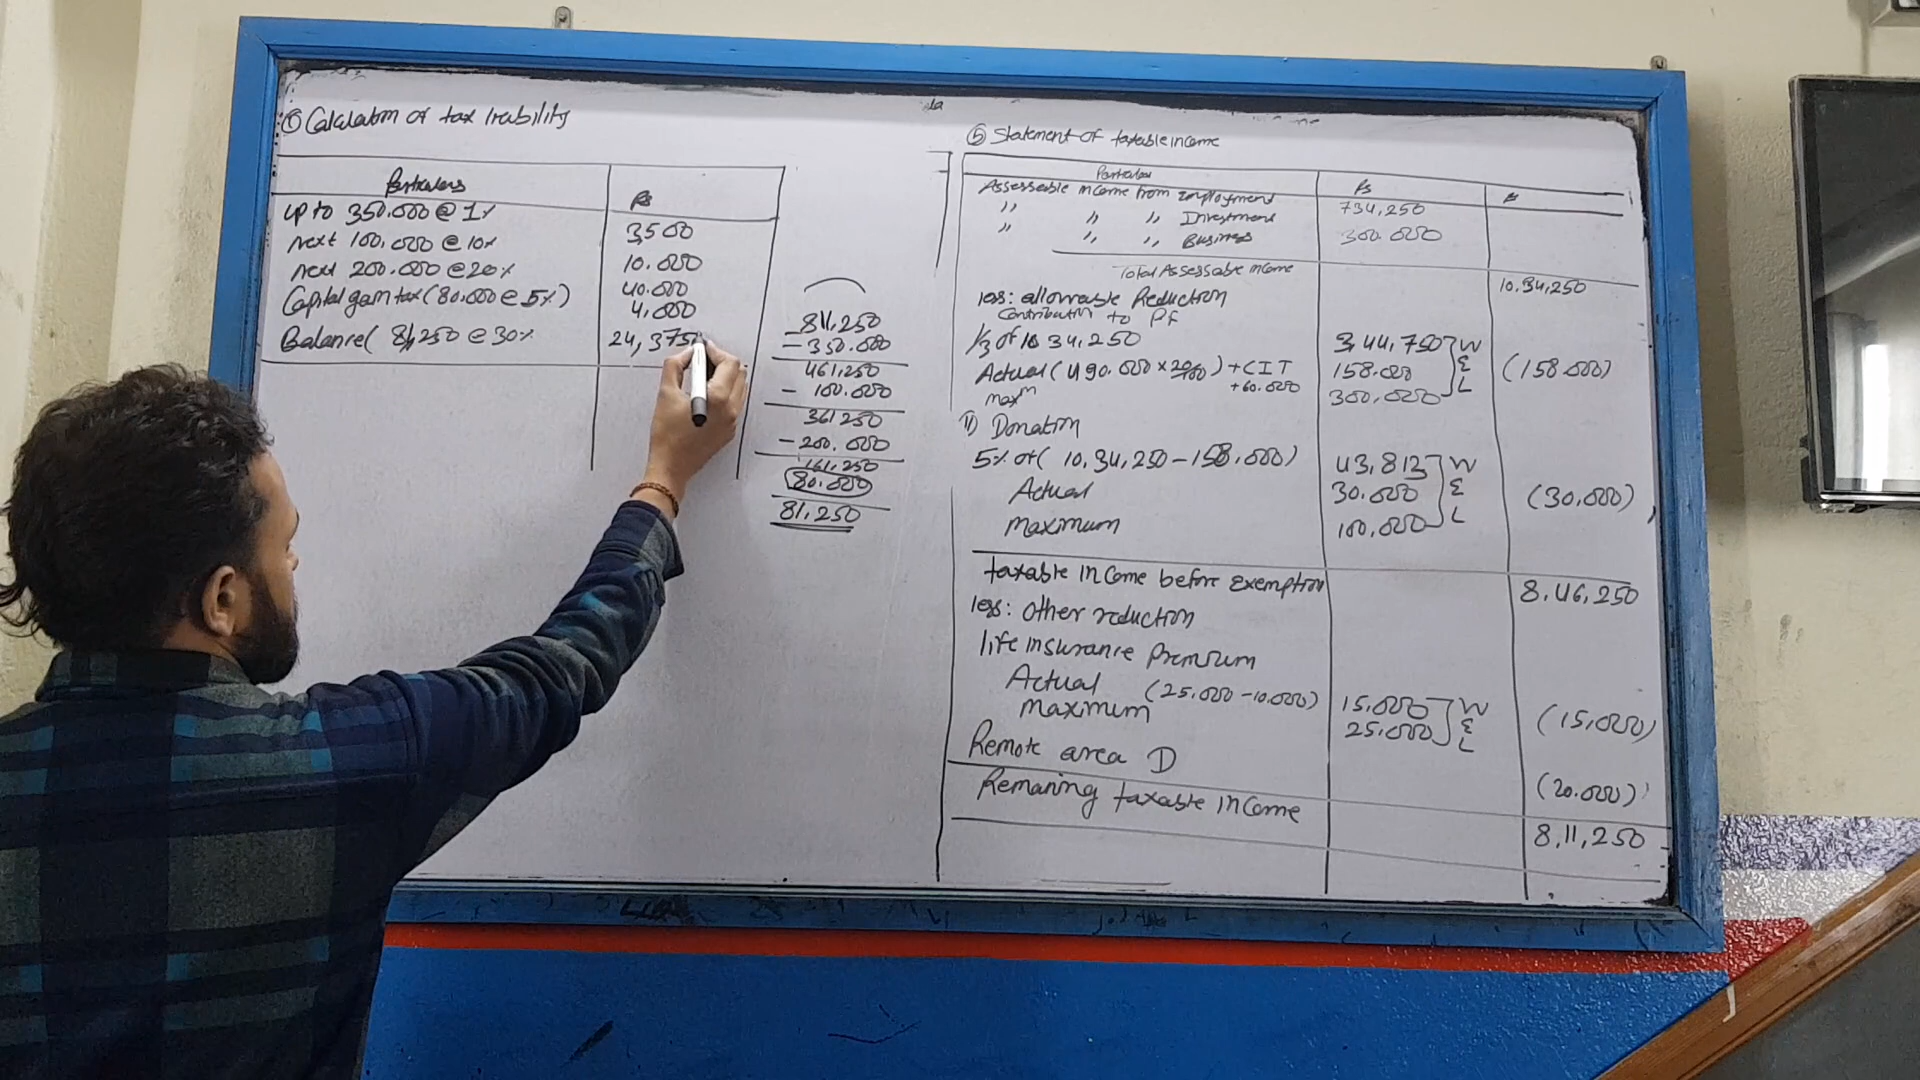 ⑥ Calculation of tax liability
Particulars Rs
up to 350.000 @ 1% 3,500
next 100,000 @ 10% 10.000
next 200.000 @ 20% 40.000
Capital gain tax (80,000 @ 5%) 4,000
Balance ( 81,250 @ 30% 24,375
811,250
- 350.000
461,250
- 100.000
361250
- 200.000
161,250
80.000
81,250
⑤ Statement of taxable income
Particulars Rs Rs
Assesseable income from Employment 734,250
,, ,, ,, Investment 300.000
,, ,, ,, Business
Total Assessable income 10,34,250
less: allowable Reduction
Contribution to PF
1/3 of 10 34,250 3,44,750 W
Actual ( 490.000 × 20/100 ) + CIT 158.000 E (158.000)
+60.000
maxm 300,000 L
ii) Donation
5% of ( 10,34,250 - 158,000) 43,813 W
Actual 30.000 E (30,000)
maximum 100,000 L
taxable income before exemption 8,46,250
less: other reduction
life insurance premium
Actual (25,000 - 10.000) 15,000 W
maximum 25,000 E L (15,000)
Remote area D (20.000)
Remaning taxable income 8,11,250